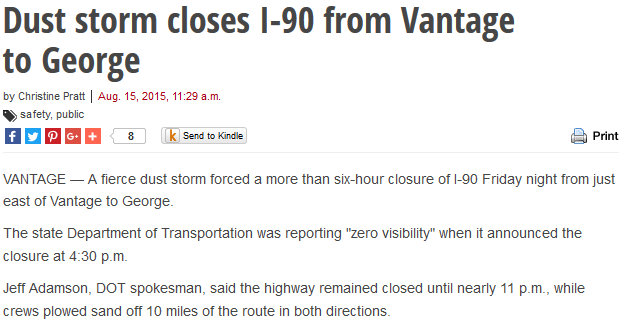 Dust storm closes I-90 from Vantage
to George
by Christine Pratt | Aug. 15, 2015, 11:29 a.m.
safety, public
f P G+ + 8 k Send to Kindle Print
VANTAGE — A fierce dust storm forced a more than six-hour closure of I-90 Friday night from just
east of Vantage to George.
The state Department of Transportation was reporting "zero visibility" when it announced the
closure at 4:30 p.m.
Jeff Adamson, DOT spokesman, said the highway remained closed until nearly 11 p.m., while
crews plowed sand off 10 miles of the route in both directions.